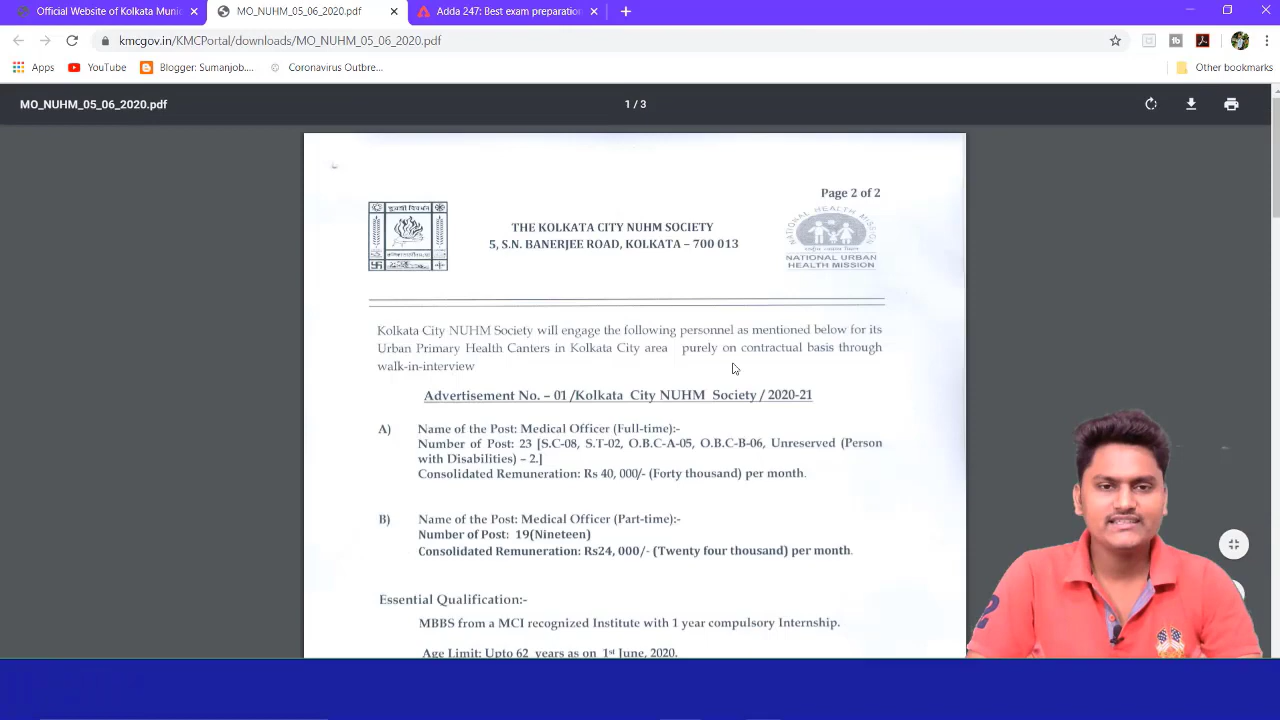 Official Website of Kolkata Muni
MO_NUHM_05_06_2020.pdf
Adda 247: Best exam preparation
kmcgov.in/KMCPortal/downloads/MO_NUHM_05_06_2020.pdf
Apps
YouTube
Blogger: Sumanjob....
Coronavirus Outbre...
Other bookmarks
MO_NUHM_05_06_2020.pdf
1 / 3
Page 2 of 2
THE KOLKATA CITY NUHM SOCIETY
5, S.N. BANERJEE ROAD, KOLKATA – 700 013
NATIONAL HEALTH MISSION
NATIONAL URBAN
HEALTH MISSION
Kolkata City NUHM Society will engage the following personnel as mentioned below for its
Urban Primary Health Canters in Kolkata City area purely on contractual basis through
walk-in-interview
Advertisement No. – 01 /Kolkata City NUHM Society / 2020-21
A) Name of the Post: Medical Officer (Full-time):-
Number of Post: 23 [S.C-08, S.T-02, O.B.C-A-05, O.B.C-B-06, Unreserved (Person
with Disabilities) – 2.]
Consolidated Remuneration: Rs 40, 000/- (Forty thousand) per month.
B) Name of the Post: Medical Officer (Part-time):-
Number of Post: 19(Nineteen)
Consolidated Remuneration: Rs24, 000/- (Twenty four thousand) per month.
Essential Qualification:-
MBBS from a MCI recognized Institute with 1 year compulsory Internship.
Age Limit: Upto 62 years as on 1st June, 2020.